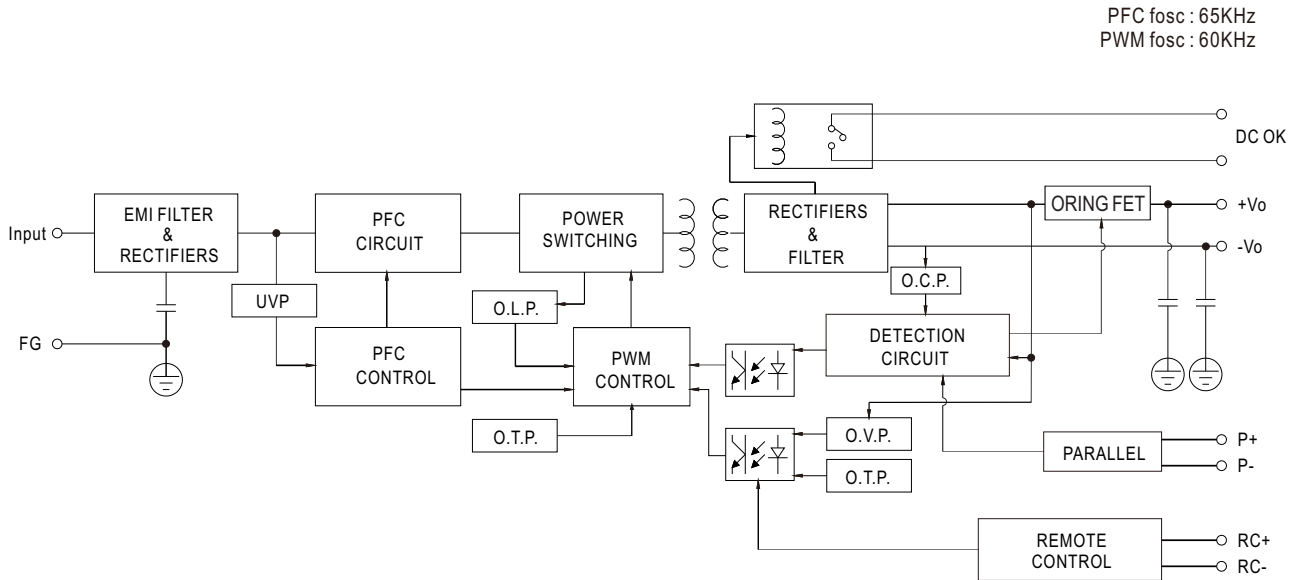 PFC fosc : 65KHz
PWM fosc : 60KHz
DC OK
Input
EMI FILTER
&
RECTIFIERS
PFC
CIRCUIT
POWER
SWITCHING
RECTIFIERS
&
FILTER
ORING FET
+Vo
-Vo
UVP
O.L.P.
O.C.P.
FG
PFC
CONTROL
PWM
CONTROL
DETECTION
CIRCUIT
O.T.P.
O.V.P.
O.T.P.
PARALLEL
P+
P-
REMOTE
CONTROL
RC+
RC-